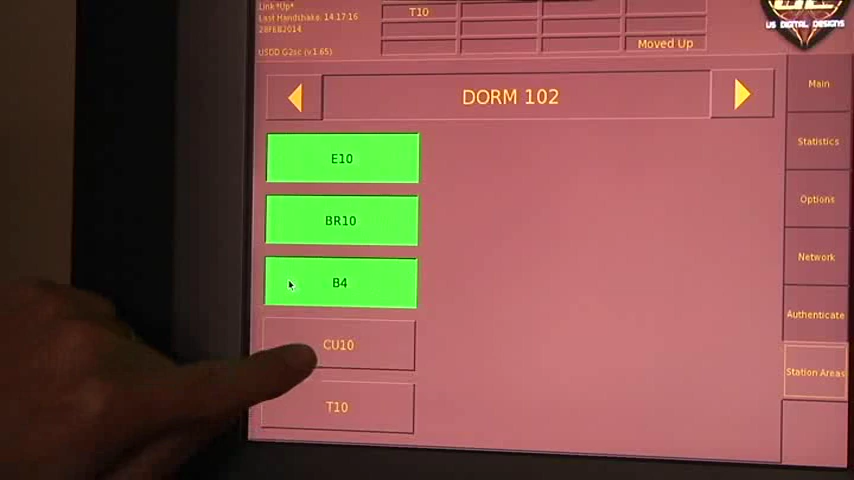 Link *Up*
Last Handshake: 14:17:16
28FEB2014
USDD G2sc (v.1.65)
T10
Moved Up
US DIGITAL DESIGNS
DORM 102
E10
BR10
B4
CU10
T10
Main
Statistics
Options
Network
Authenticate
Station Areas